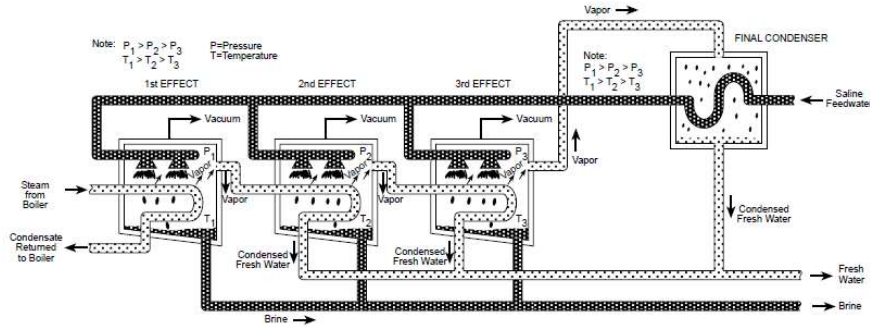 Vapor
FINAL CONDENSER
Note: P1 > P2 > P3
T1 > T2 > T3
P=Pressure
T=Temperature
Note:
P1 > P2 > P3
T1 > T2 > T3
1st EFFECT
2nd EFFECT
3rd EFFECT
Saline
Feedwater
Vacuum
Vacuum
Vacuum
P1
P2
P3
Vapor
Vapor
Vapor
Vapor
Steam
from
Boiler
Vapor
Vapor
T1
T2
T3
Condensate
Returned
to Boiler
Condensed
Fresh Water
Condensed
Fresh Water
Condensed
Fresh Water
Fresh
Water
Brine
Brine